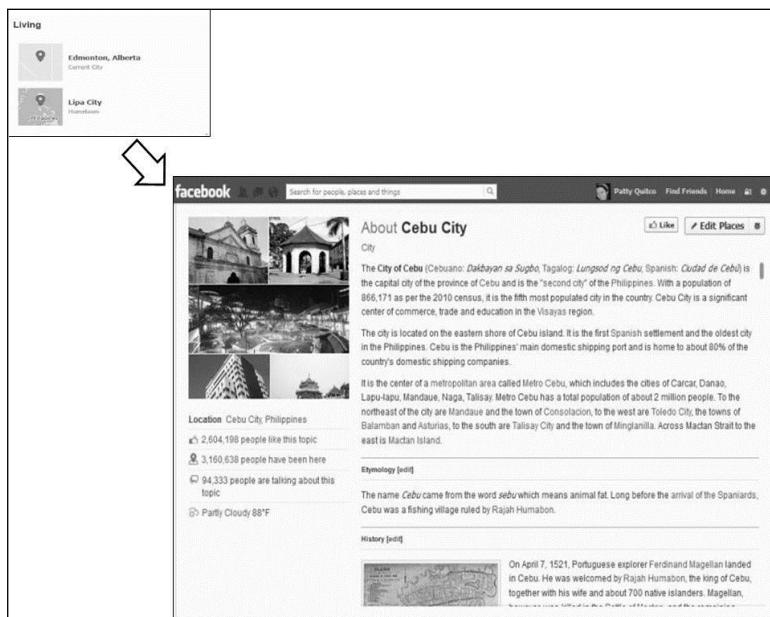 Living
Edmonton, Alberta
Current City
Lipa City
Hometown
Philippines
facebook
Search for people, places and things
Patty Quitco Find Friends Home
About Cebu City
Like
Edit Places
City
The City of Cebu (Cebuano: Dakbayan sa Sugbo, Tagalog: Lungsod ng Cebu, Spanish: Ciudad de Cebú) is
the capital city of the province of Cebu and is the "second city" of the Philippines. With a population of
866,171 as per the 2010 census, it is the fifth most populated city in the country. Cebu City is a significant
center of commerce, trade and education in the Visayas region.
The city is located on the eastern shore of Cebu island. It is the first Spanish settlement and the oldest city
in the Philippines. Cebu is the Philippines' main domestic shipping port and is home to about 80% of the
country's domestic shipping companies.
It is the center of a metropolitan area called Metro Cebu, which includes the cities of Carcar, Danao,
Lapu-lapu, Mandaue, Naga, Talisay. Metro Cebu has a total population of about 2 million people. To the
northeast of the city are Mandaue and the town of Consolacion, to the west are Toledo City, the towns of
Balamban and Asturias, to the south are Talisay City and the town of Minglanilla. Across Mactan Strait to the
east is Mactan Island.
Location Cebu City, Philippines
2,604,198 people like this topic
3,160,638 people have been here
94,333 people are talking about this
topic
Partly Cloudy 88°F
Etymology [edit]
The name Cebu came from the word sebu which means animal fat. Long before the arrival of the Spaniards,
Cebu was a fishing village ruled by Rajah Humabon.
History [edit]
On April 7, 1521, Portuguese explorer Ferdinand Magellan landed
in Cebu. He was welcomed by Rajah Humabon, the king of Cebu,
together with his wife and about 700 native islanders. Magellan,